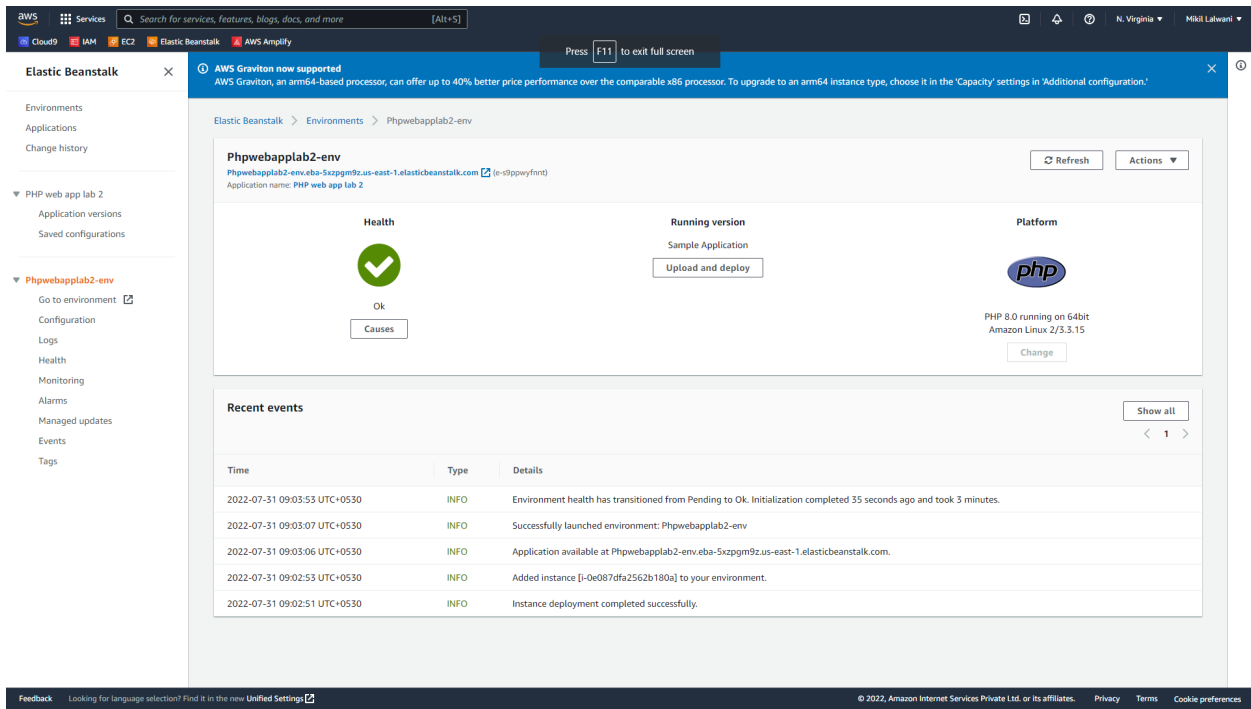 aws
Services
Search for services, features, blogs, docs, and more
[Alt+S]
N. Virginia ▼
Mikil Lalwani ▼
Cloud9
IAM
EC2
Elastic Beanstalk
AWS Amplify
Press F11 to exit full screen
Elastic Beanstalk
Environments
Applications
Change history
PHP web app lab 2
Application versions
Saved configurations
Phpwebapplab2-env
Go to environment
Configuration
Logs
Health
Monitoring
Alarms
Managed updates
Events
Tags
AWS Graviton now supported
AWS Graviton, an arm64-based processor, can offer up to 40% better price performance over the comparable x86 processor. To upgrade to an arm64 instance type, choose it in the 'Capacity' settings in 'Additional configuration.'
Elastic Beanstalk > Environments > Phpwebapplab2-env
Phpwebapplab2-env
Phpwebapplab2-env.eba-5xzpgm9z.us-east-1.elasticbeanstalk.com (e-s9ppwyfnnt)
Application name: PHP web app lab 2
Refresh
Actions ▼
Health
Ok
Causes
Running version
Sample Application
Upload and deploy
Platform
php
PHP 8.0 running on 64bit
Amazon Linux 2/3.3.15
Change
Recent events
Show all
< 1 >
Time Type Details
2022-07-31 09:03:53 UTC+0530 INFO Environment health has transitioned from Pending to Ok. Initialization completed 35 seconds ago and took 3 minutes.
2022-07-31 09:03:07 UTC+0530 INFO Successfully launched environment: Phpwebapplab2-env
2022-07-31 09:03:06 UTC+0530 INFO Application available at Phpwebapplab2-env.eba-5xzpgm9z.us-east-1.elasticbeanstalk.com.
2022-07-31 09:02:53 UTC+0530 INFO Added instance [i-0e087dfa2562b180a] to your environment.
2022-07-31 09:02:51 UTC+0530 INFO Instance deployment completed successfully.
Feedback
Looking for language selection? Find it in the new Unified Settings
© 2022, Amazon Internet Services Private Ltd. or its affiliates.
Privacy
Terms
Cookie preferences